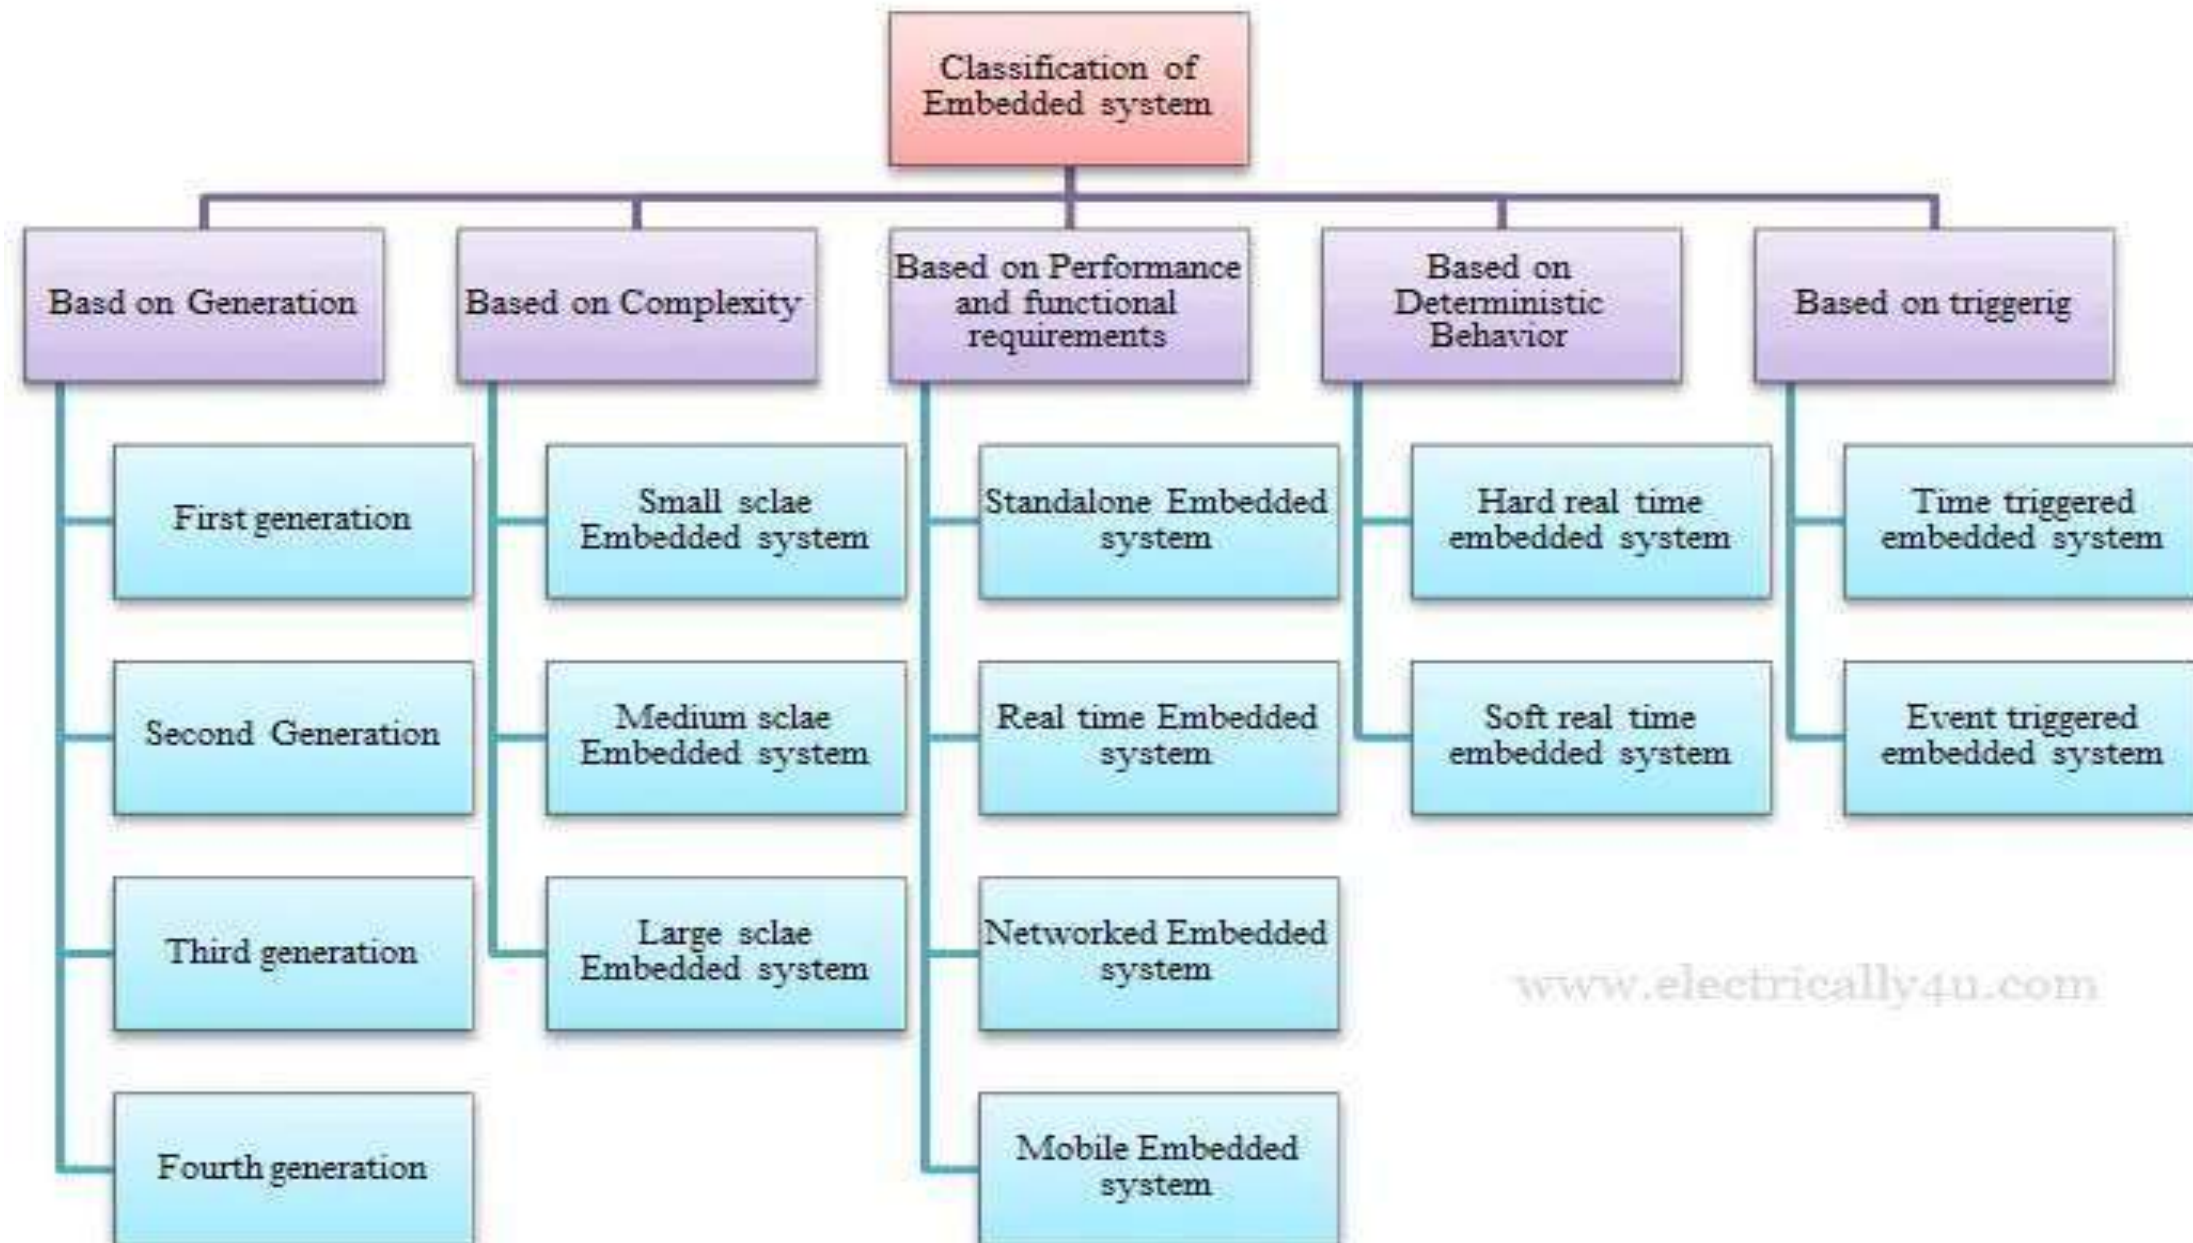 Classification of
Embedded system
Basd on Generation
Based on Complexity
Based on Performance
and functional
requirements
Based on
Deterministic
Behavior
Based on triggerig
First generation
Second Generation
Third generation
Fourth generation
Small sclae
Embedded system
Medium sclae
Embedded system
Large sclae
Embedded system
Standalone Embedded
system
Real time Embedded
system
Networked Embedded
system
Mobile Embedded
system
Hard real time
embedded system
Soft real time
embedded system
Time triggered
embedded system
Event triggered
embedded system
www.electrically4u.com